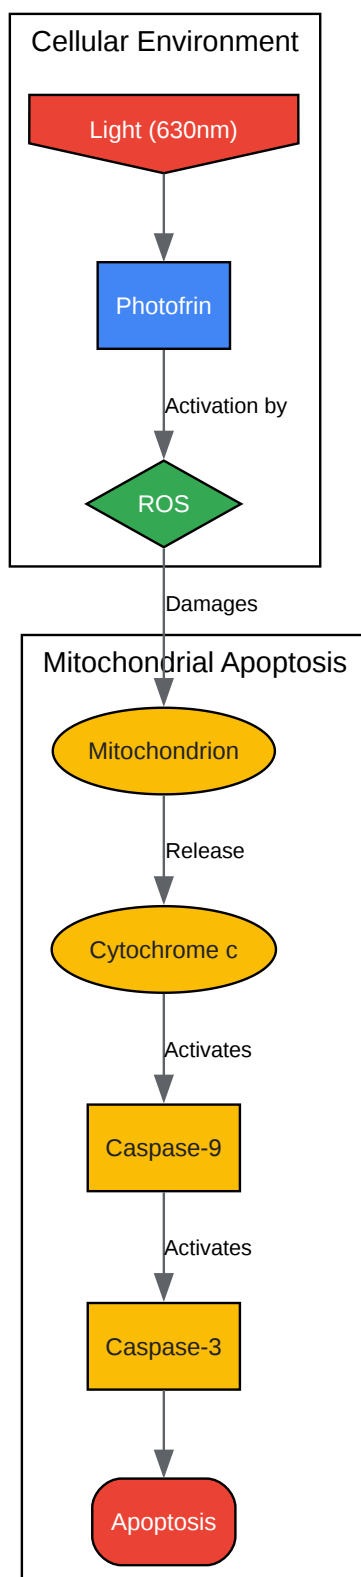 Cellular Environment
Light (630nm)
Photofrin
Activation by
ROS
Damages
Mitochondrial Apoptosis
Mitochondrion
Release
Cytochrome c
Activates
Caspase-9
Activates
Caspase-3
Apoptosis